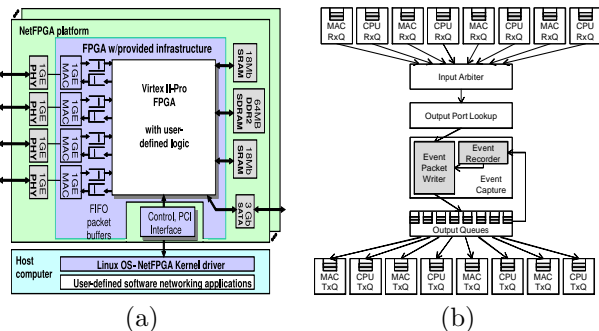 NetFPGA platform
FPGA w/provided infrastructure
1GE PHY
1GE MAC
1GE PHY
1GE MAC
1GE PHY
1GE MAC
1GE PHY
1GE MAC
Virtex II-Pro
FPGA
with user-
defined logic
18Mb SRAM
64MB DDR2 SDRAM
18Mb SRAM
3Gb SATA
FIFO
packet
buffers
Control, PCI
Interface
Host
computer
Linux OS- NetFPGA Kernel driver
User-defined software networking applications
(a)
MAC RxQ
CPU RxQ
MAC RxQ
CPU RxQ
MAC RxQ
CPU RxQ
MAC RxQ
CPU RxQ
Input Arbiter
Output Port Lookup
Event
Packet
Writer
Event
Recorder
Event
Capture
Output Queues
MAC TxQ
CPU TxQ
MAC TxQ
CPU TxQ
MAC TxQ
CPU TxQ
MAC TxQ
CPU TxQ
(b)